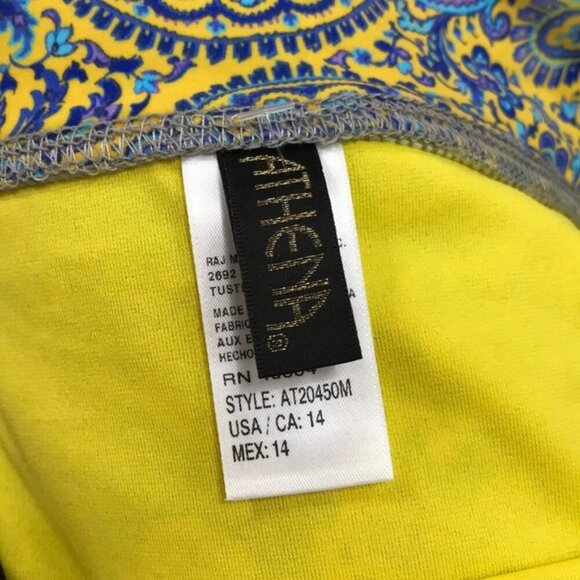 ATHENA®
RAJ M
C.
2692
TUST
MADE
A
FABRIC
AUX E
HECHO
RN
STYLE: AT20450M
USA / CA: 14
MEX: 14